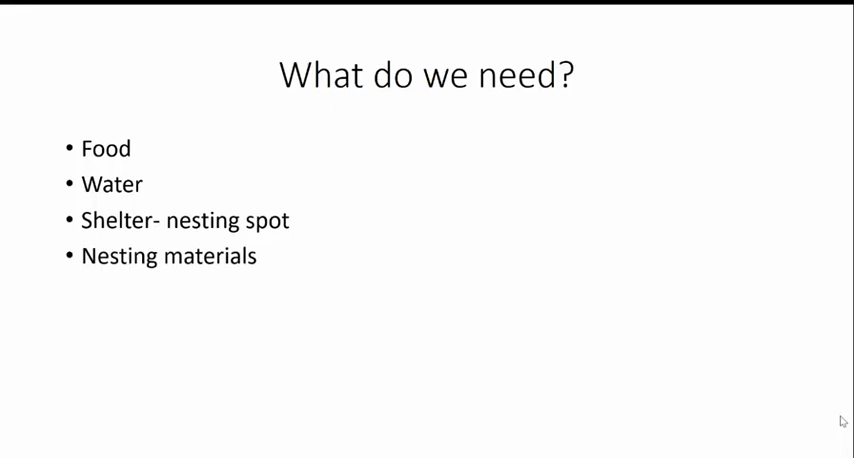 What do we need?
• Food
• Water
• Shelter- nesting spot
• Nesting materials